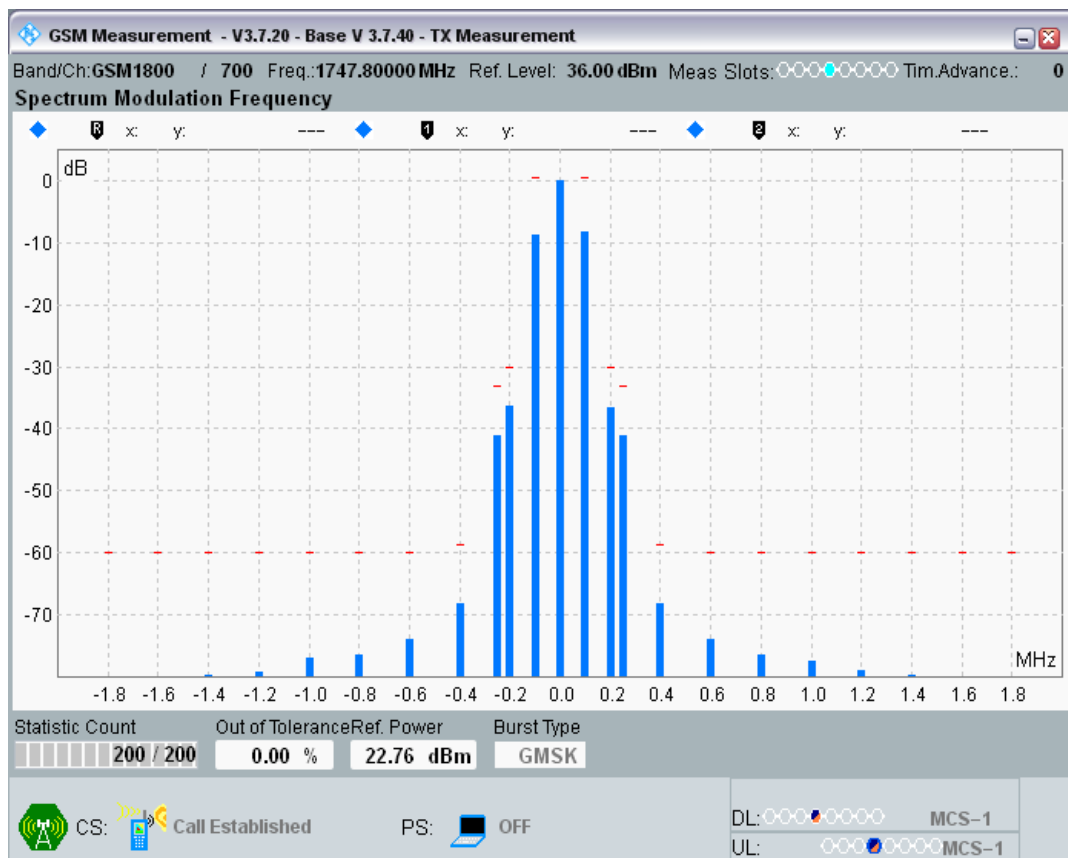 GSM Measurement - V3.7.20 - Base V 3.7.40 - TX Measurement
Band/Ch:GSM1800 / 700 Freq.:1747.80000 MHz Ref. Level: 36.00 dBm Meas Slots: Tim.Advance.: 0
Spectrum Modulation Frequency
R x: y: --- 1 x: y: --- 2 x: y: ---
dB
0
-10
-20
-30
-40
-50
-60
-70
MHz
-1.8 -1.6 -1.4 -1.2 -1.0 -0.8 -0.6 -0.4 -0.2 0.0 0.2 0.4 0.6 0.8 1.0 1.2 1.4 1.6 1.8
Statistic Count Out of Tolerance Ref. Power Burst Type
200 / 200 0.00 % 22.76 dBm GMSK
CS: Call Established PS: OFF
DL: MCS-1
UL: MCS-1